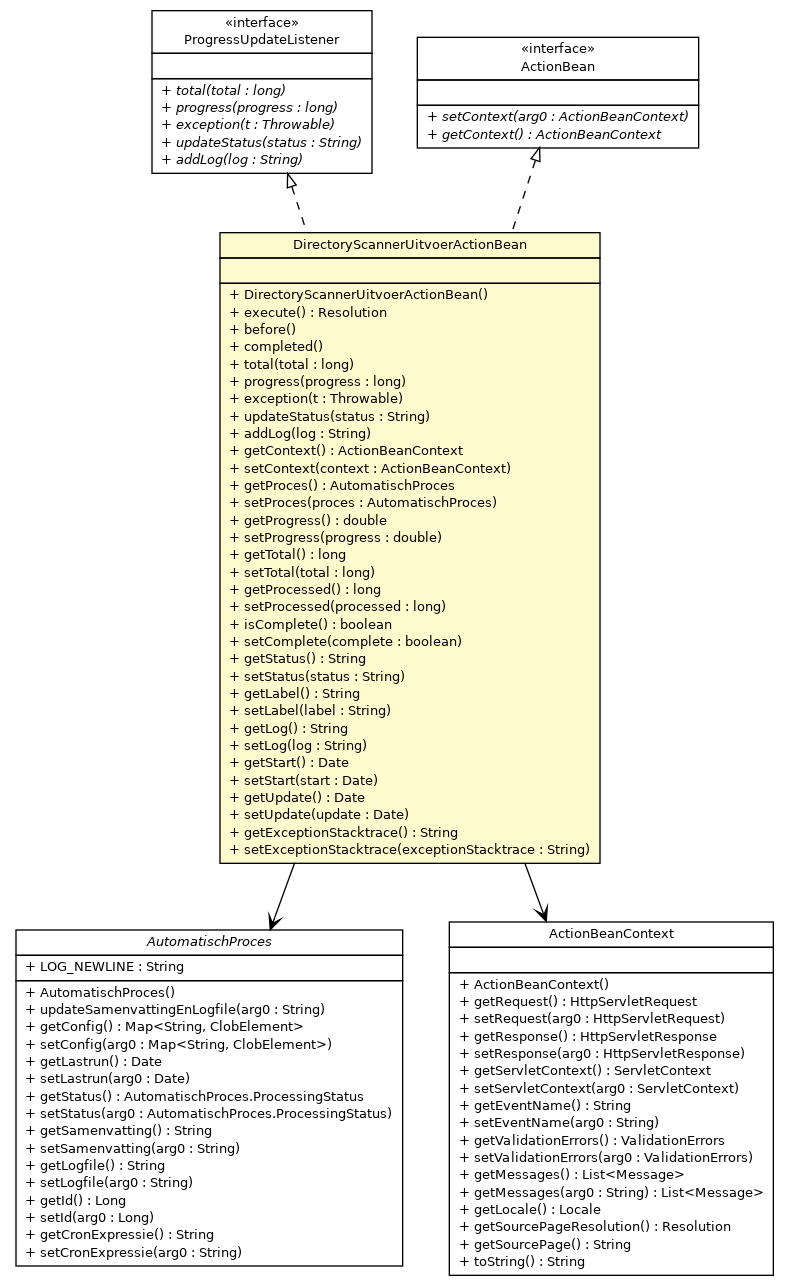 «interface»
ProgressUpdateListener
+ total(total : long)
+ progress(progress : long)
+ exception(t : Throwable)
+ updateStatus(status : String)
+ addLog(log : String)
«interface»
ActionBean
+ setContext(arg0 : ActionBeanContext)
+ getContext() : ActionBeanContext
DirectoryScannerUitvoerActionBean
+ DirectoryScannerUitvoerActionBean()
+ execute() : Resolution
+ before()
+ completed()
+ total(total : long)
+ progress(progress : long)
+ exception(t : Throwable)
+ updateStatus(status : String)
+ addLog(log : String)
+ getContext() : ActionBeanContext
+ setContext(context : ActionBeanContext)
+ getProces() : AutomatischProces
+ setProces(proces : AutomatischProces)
+ getProgress() : double
+ setProgress(progress : double)
+ getTotal() : long
+ setTotal(total : long)
+ getProcessed() : long
+ setProcessed(processed : long)
+ isComplete() : boolean
+ setComplete(complete : boolean)
+ getStatus() : String
+ setStatus(status : String)
+ getLabel() : String
+ setLabel(label : String)
+ getLog() : String
+ setLog(log : String)
+ getStart() : Date
+ setStart(start : Date)
+ getUpdate() : Date
+ setUpdate(update : Date)
+ getExceptionStacktrace() : String
+ setExceptionStacktrace(exceptionStacktrace : String)
AutomatischProces
+ LOG_NEWLINE : String
+ AutomatischProces()
+ updateSamenvattingEnLogfile(arg0 : String)
+ getConfig() : Map<String, ClobElement>
+ setConfig(arg0 : Map<String, ClobElement>)
+ getLastrun() : Date
+ setLastrun(arg0 : Date)
+ getStatus() : AutomatischProces.ProcessingStatus
+ setStatus(arg0 : AutomatischProces.ProcessingStatus)
+ getSamenvatting() : String
+ setSamenvatting(arg0 : String)
+ getLogfile() : String
+ setLogfile(arg0 : String)
+ getId() : Long
+ setId(arg0 : Long)
+ getCronExpressie() : String
+ setCronExpressie(arg0 : String)
ActionBeanContext
+ ActionBeanContext()
+ getRequest() : HttpServletRequest
+ setRequest(arg0 : HttpServletRequest)
+ getResponse() : HttpServletResponse
+ setResponse(arg0 : HttpServletResponse)
+ getServletContext() : ServletContext
+ setServletContext(arg0 : ServletContext)
+ getEventName() : String
+ setEventName(arg0 : String)
+ getValidationErrors() : ValidationErrors
+ setValidationErrors(arg0 : ValidationErrors)
+ getMessages() : List<Message>
+ getMessages(arg0 : String) : List<Message>
+ getLocale() : Locale
+ getSourcePageResolution() : Resolution
+ getSourcePage() : String
+ toString() : String